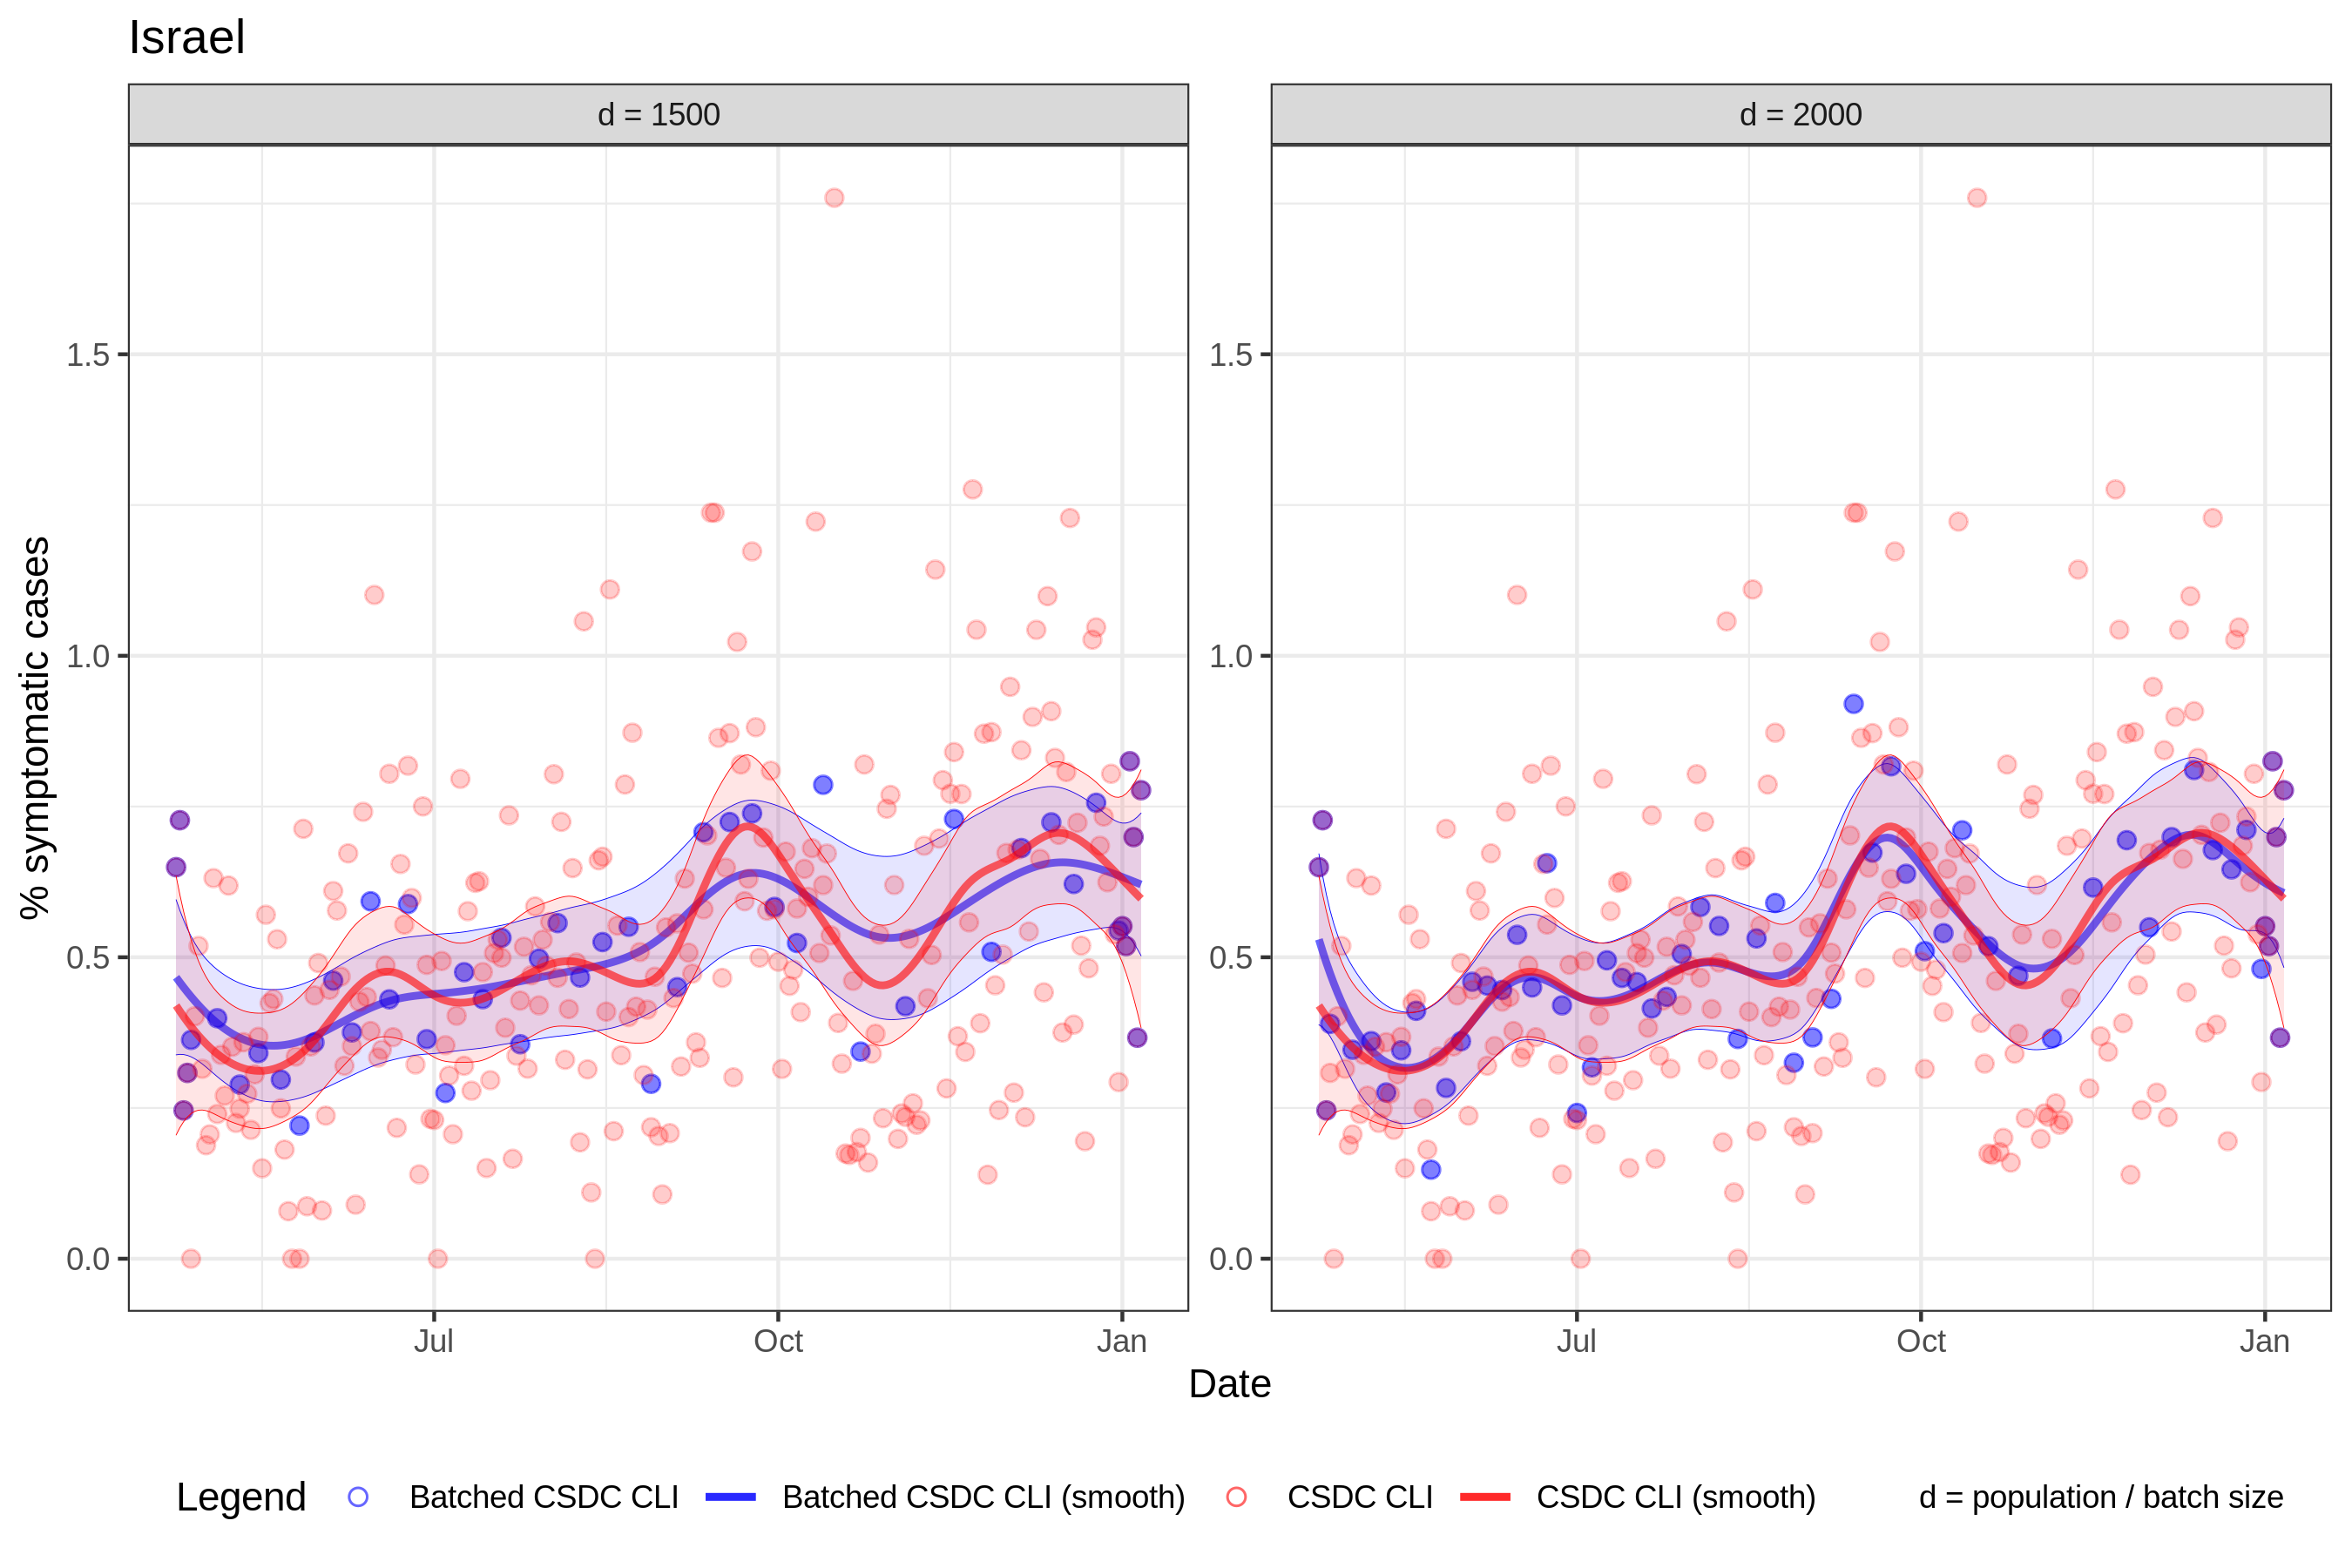 Israel
d = 1500
d = 2000
% symptomatic cases
1.5
1.0
0.5
0.0
1.5
1.0
0.5
0.0
Jul Oct Jan
Jul Oct Jan
Date
Legend Batched CSDC CLI Batched CSDC CLI (smooth) CSDC CLI CSDC CLI (smooth) d = population / batch size